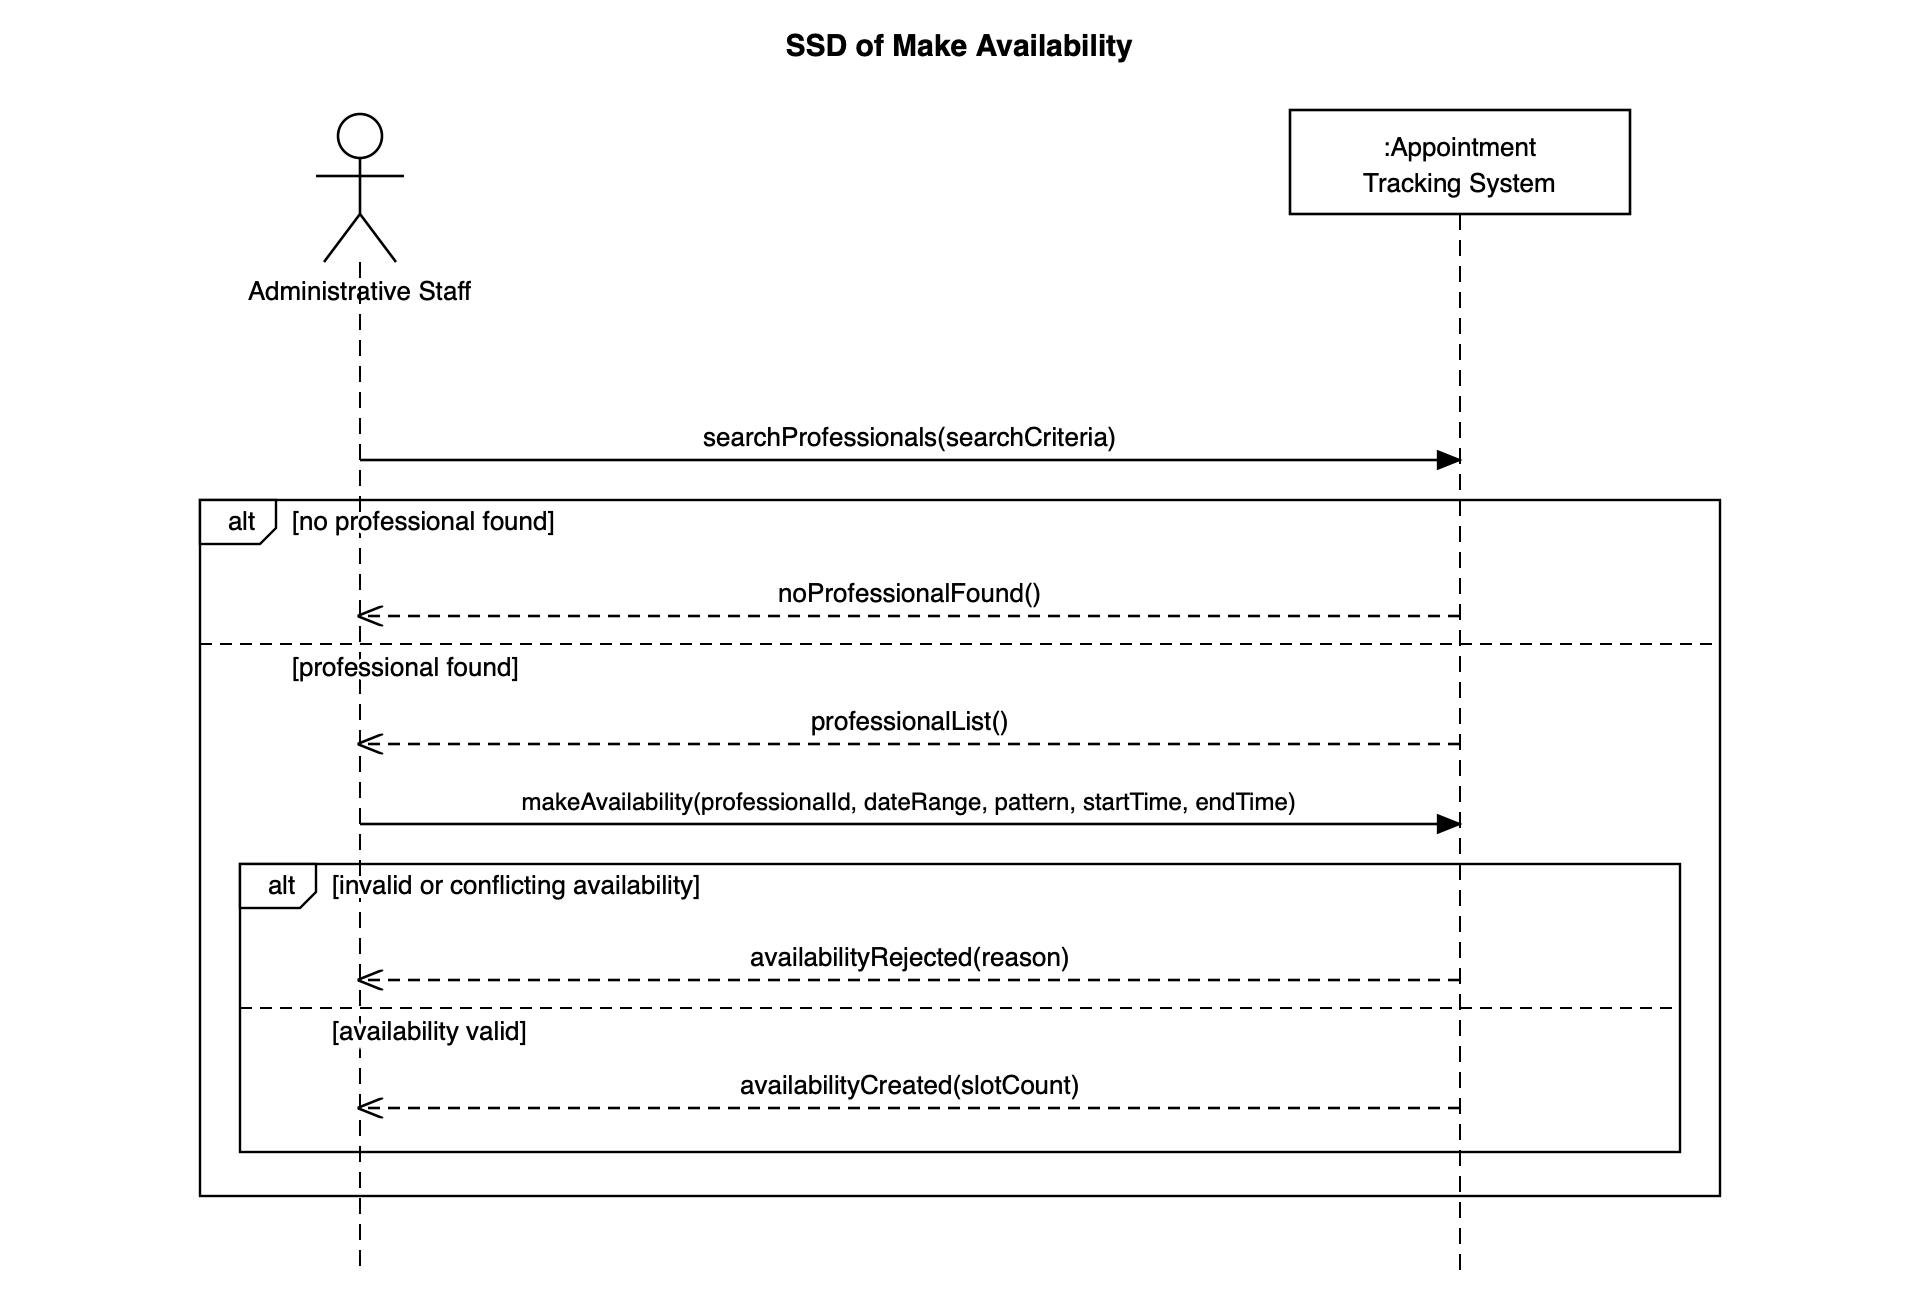 SSD of Make Availability
:Appointment
Tracking System
Administrative Staff
searchProfessionals(searchCriteria)
alt [no professional found]
noProfessionalFound()
[professional found]
professionalList()
makeAvailability(professionalId, dateRange, pattern, startTime, endTime)
alt [invalid or conflicting availability]
availabilityRejected(reason)
[availability valid]
availabilityCreated(slotCount)